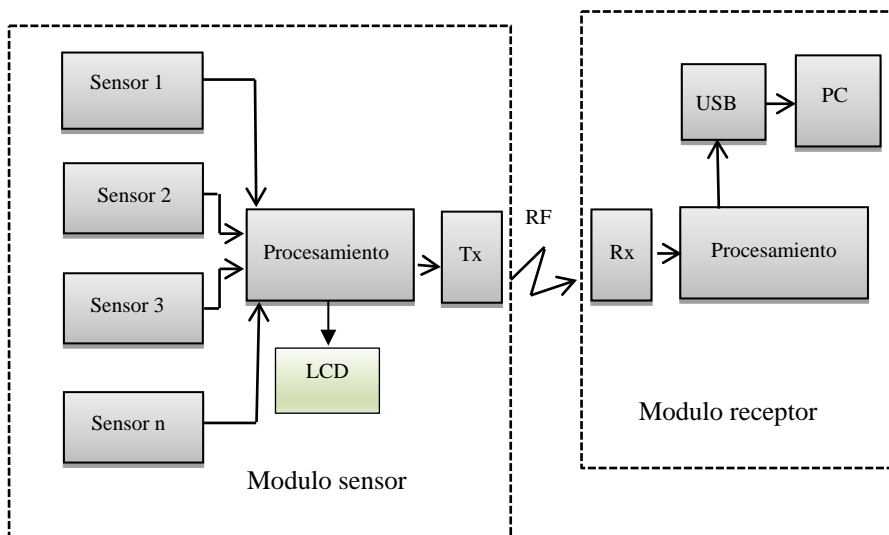 Sensor 1
Sensor 2
Sensor 3
Sensor n
Procesamiento
LCD
Tx
Modulo sensor
RF
Rx
Procesamiento
USB
PC
Modulo receptor